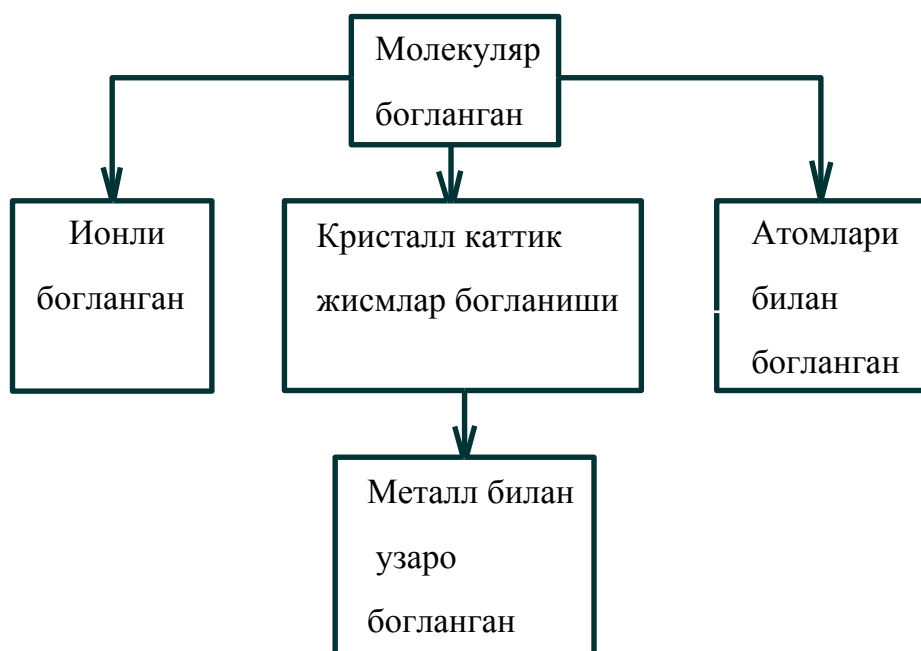 Молекуляр
богланган
Ионли
богланган
Кристалл каттик
жисмлар богланиши
Атомлари
билан
богланган
Металл билан
узаро
богланган